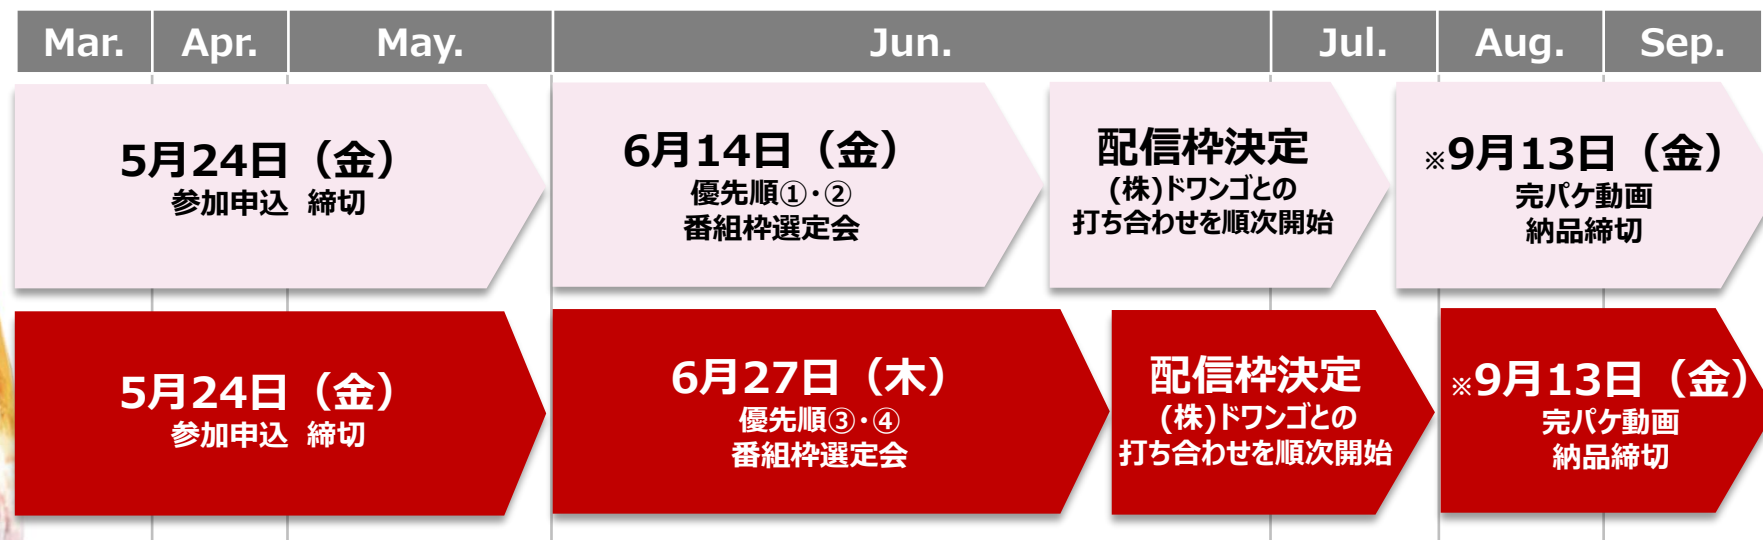 Mar. Apr. May. Jun. Jul. Aug. Sep.
5月24日（金）
参加申込 締切
6月14日（金）
優先順①・②
番組枠選定会
配信枠決定
(株)ドワンゴとの
打ち合わせを順次開始
※9月13日（金）
完パケ動画
納品締切
5月24日（金）
参加申込 締切
6月27日（木）
優先順③・④
番組枠選定会
配信枠決定
(株)ドワンゴとの
打ち合わせを順次開始
※9月13日（金）
完パケ動画
納品締切